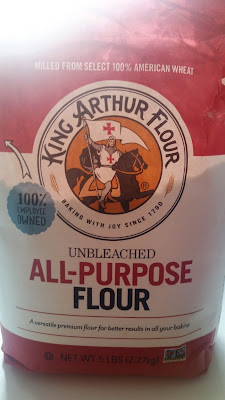 MILLED FROM SELECT 100% AMERICAN WHEAT
KING ARTHUR FLOUR
®
BAKING WITH JOY SINCE 1790
100%
EMPLOYEE
OWNED
UNBLEACHED
ALL-PURPOSE
FLOUR
A versatile premium flour for better results in all your baking
NET WT 5 LBS (2.27kg)